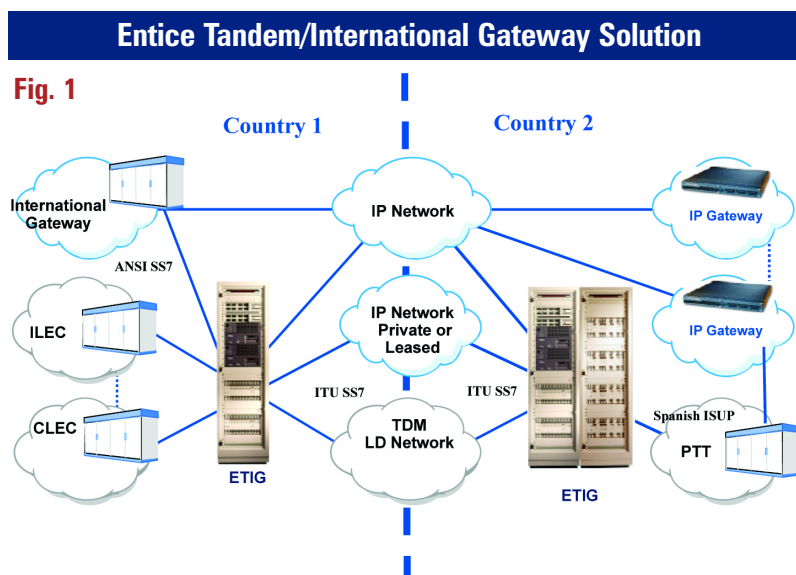 Entice Tandem/International Gateway Solution
Fig. 1
Country 1
Country 2
International
Gateway
IP Network
IP Gateway
ANSI SS7
ILEC
IP Network
Private or
Leased
IP Gateway
ITU SS7
ITU SS7
CLEC
TDM
LD Network
Spanish ISUP
PTT
ETIG
ETIG